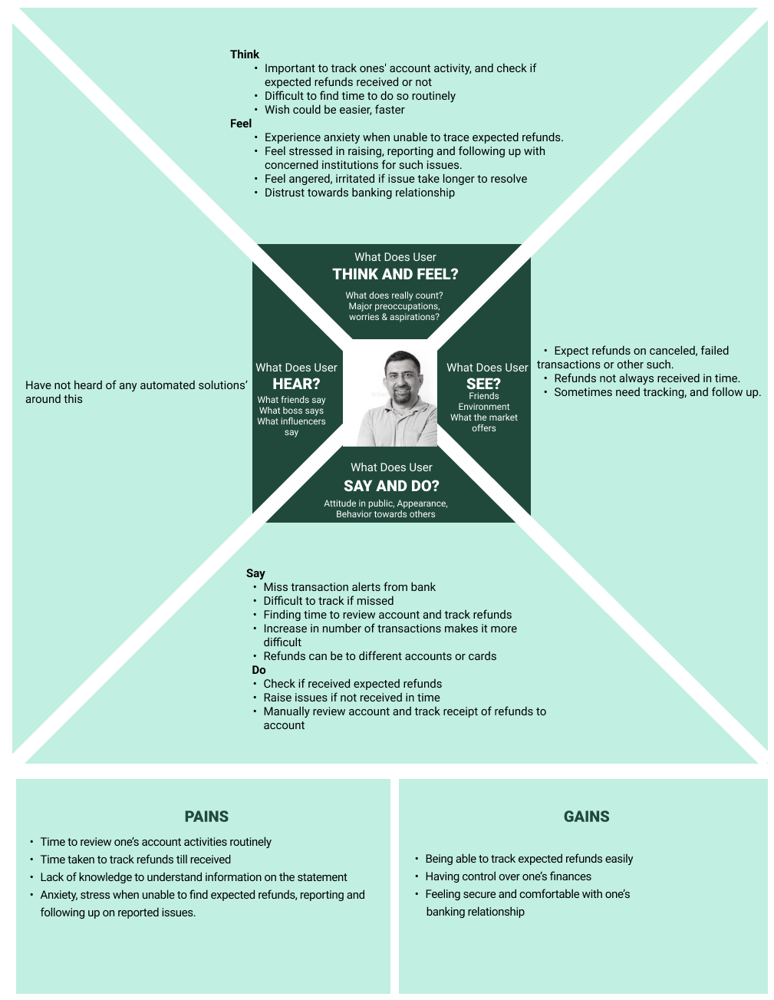 Think
• Important to track ones' account activity, and check if
expected refunds received or not
• Difficult to find time to do so routinely
• Wish could be easier, faster
Feel
• Experience anxiety when unable to trace expected refunds.
• Feel stressed in raising, reporting and following up with
concerned institutions for such issues.
• Feel angered, irritated if issue take longer to resolve
• Distrust towards banking relationship
What Does User
THINK AND FEEL?
What does really count?
Major preoccupations,
worries & aspirations?
Have not heard of any automated solutions’
around this
What Does User
HEAR?
What friends say
What boss says
What influencers
say
What Does User
SEE?
Friends
Environment
What the market
offers
• Expect refunds on canceled, failed
transactions or other such.
• Refunds not always received in time.
• Sometimes need tracking, and follow up.
What Does User
SAY AND DO?
Attitude in public, Appearance,
Behavior towards others
Say
• Miss transaction alerts from bank
• Difficult to track if missed
• Finding time to review account and track refunds
• Increase in number of transactions makes it more
difficult
• Refunds can be to different accounts or cards
Do
• Check if received expected refunds
• Raise issues if not received in time
• Manually review account and track receipt of refunds to
account
PAINS
• Time to review one’s account activities routinely
• Time taken to track refunds till received
• Lack of knowledge to understand information on the statement
• Anxiety, stress when unable to find expected refunds, reporting and
following up on reported issues.
GAINS
• Being able to track expected refunds easily
• Having control over one’s finances
• Feeling secure and comfortable with one’s
banking relationship